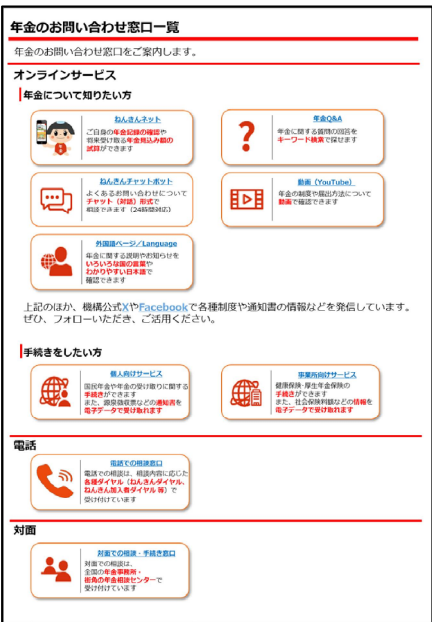 年金のお問い合わせ窓口一覧
年金のお問い合わせ窓口をご案内します。
オンラインサービス
年金について知りたい方
ねんきんネット
ご自身の年金記録の確認や
将来受け取る年金見込み額の
試算ができます
年金Q&A
年金に関する質問の回答を
キーワード検索で探せます
ねんきんチャットボット
よくあるお問い合わせについて
チャット（対話）形式で
相談できます（24時間対応）
動画（YouTube）
年金の制度や届出方法について
動画で確認できます
外国語ページ／Language
年金に関する説明やお知らせを
いろいろな国の言葉や
わかりやすい日本語で
確認できます
上記のほか、機構公式XやFacebookで各種制度や通知書の情報などを発信しています。
ぜひ、フォローいただき、ご活用ください。
手続きをしたい方
個人向けサービス
国民年金や年金の受け取りに関する
手続きができます
また、源泉徴収票などの通知書を
電子データで受け取れます
事業所向けサービス
健康保険・厚生年金保険の
手続きができます
また、社会保険料額などの情報を
電子データで受け取れます
電話
電話での相談窓口
電話での相談は、相談内容に応じた
各種ダイヤル（ねんきんダイヤル、
ねんきん加入者ダイヤル 等）で
受け付けています
対面
対面での相談・手続き窓口
対面での相談は、
全国の年金事務所・
街角の年金相談センターで
受け付けています